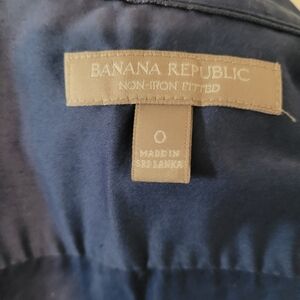 BANANA REPUBLIC
NON-IRON FITTED
0
MADE IN
SRI LANKA